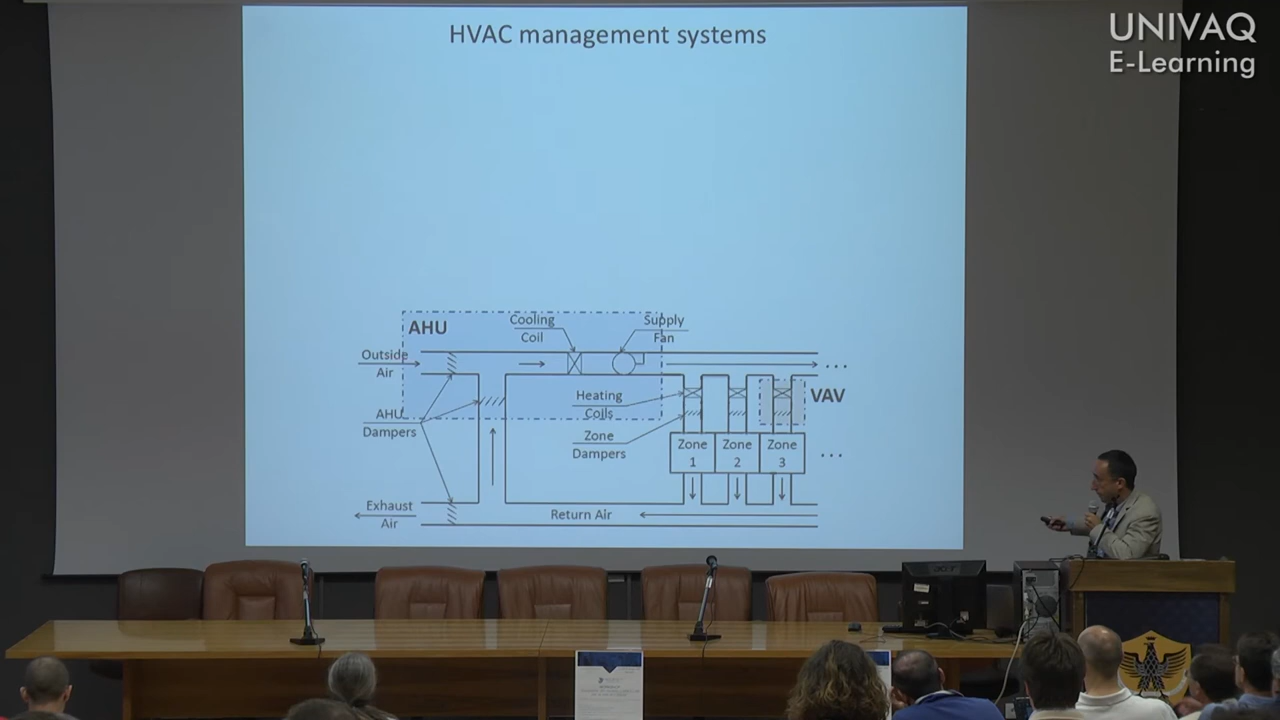 HVAC management systems
UNIVAQ
E-Learning
AHU
Cooling
Coil
Supply
Fan
Outside
Air
...
Heating
Coils
VAV
AHU
Dampers
Zone
Dampers
Zone
1
Zone
2
Zone
3
...
Exhaust
Air
Return Air
acer